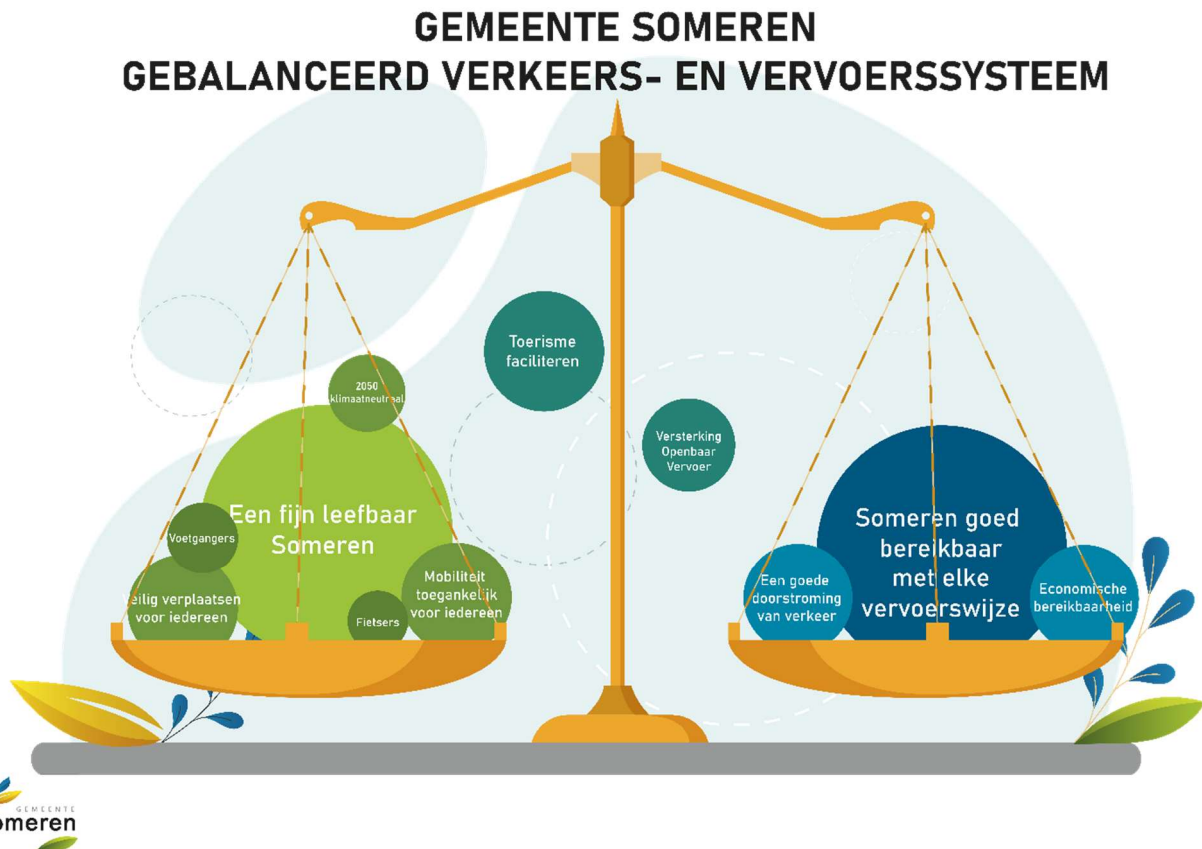 GEMEENTE SOMEREN
GEBALANCEERD VERKEERS- EN VERVOERSSYSTEEM
Toerisme
faciliteren
2050
klimaatneutraal
Versterking
Openbaar
Vervoer
Een fijn leefbaar
Someren
Voetgangers
Veilig verplaatsen
voor iedereen
Fietsers
Mobiliteit
toegankelijk
voor iedereen
Een goede
doorstroming
van verkeer
Someren goed
bereikbaar
met elke
vervoerswijze
Economische
bereikbaarheid
GEMEENTE
omeren